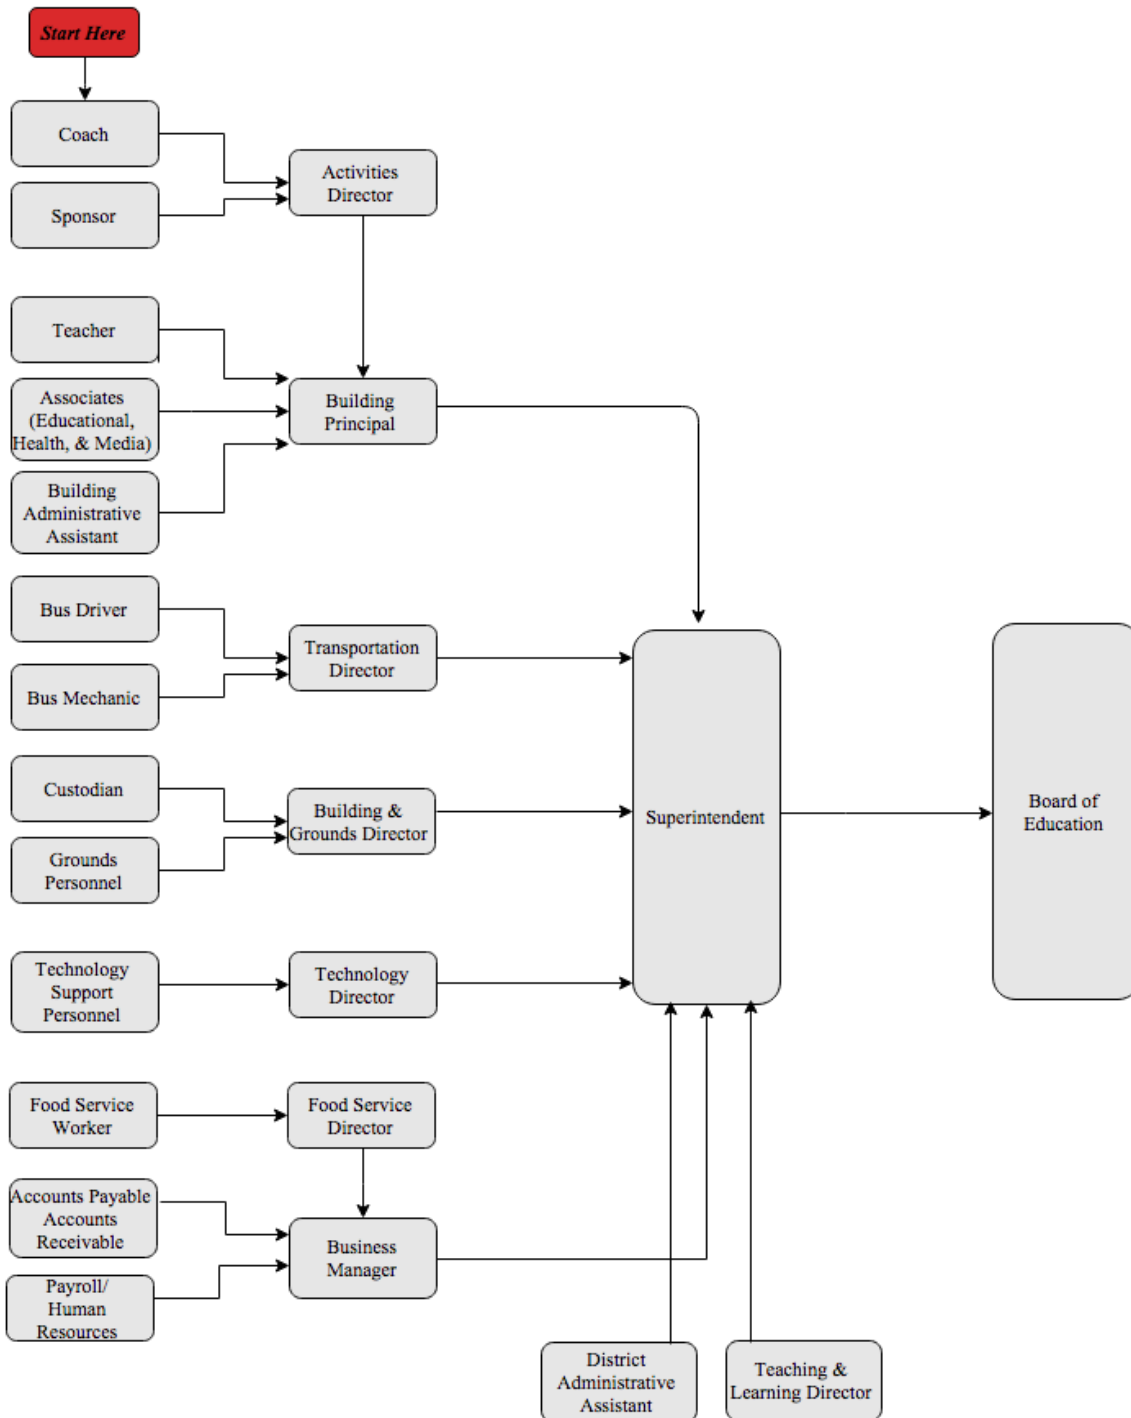 Start Here
Coach
Sponsor
Activities
Director
Teacher
Associates
(Educational,
Health, & Media)
Building
Administrative
Assistant
Building
Principal
Bus Driver
Bus Mechanic
Transportation
Director
Custodian
Grounds
Personnel
Building &
Grounds Director
Technology
Support
Personnel
Technology
Director
Superintendent
Board of
Education
Food Service
Worker
Food Service
Director
Accounts Payable
Accounts
Receivable
Payroll/
Human
Resources
Business
Manager
District
Administrative
Assistant
Teaching &
Learning Director